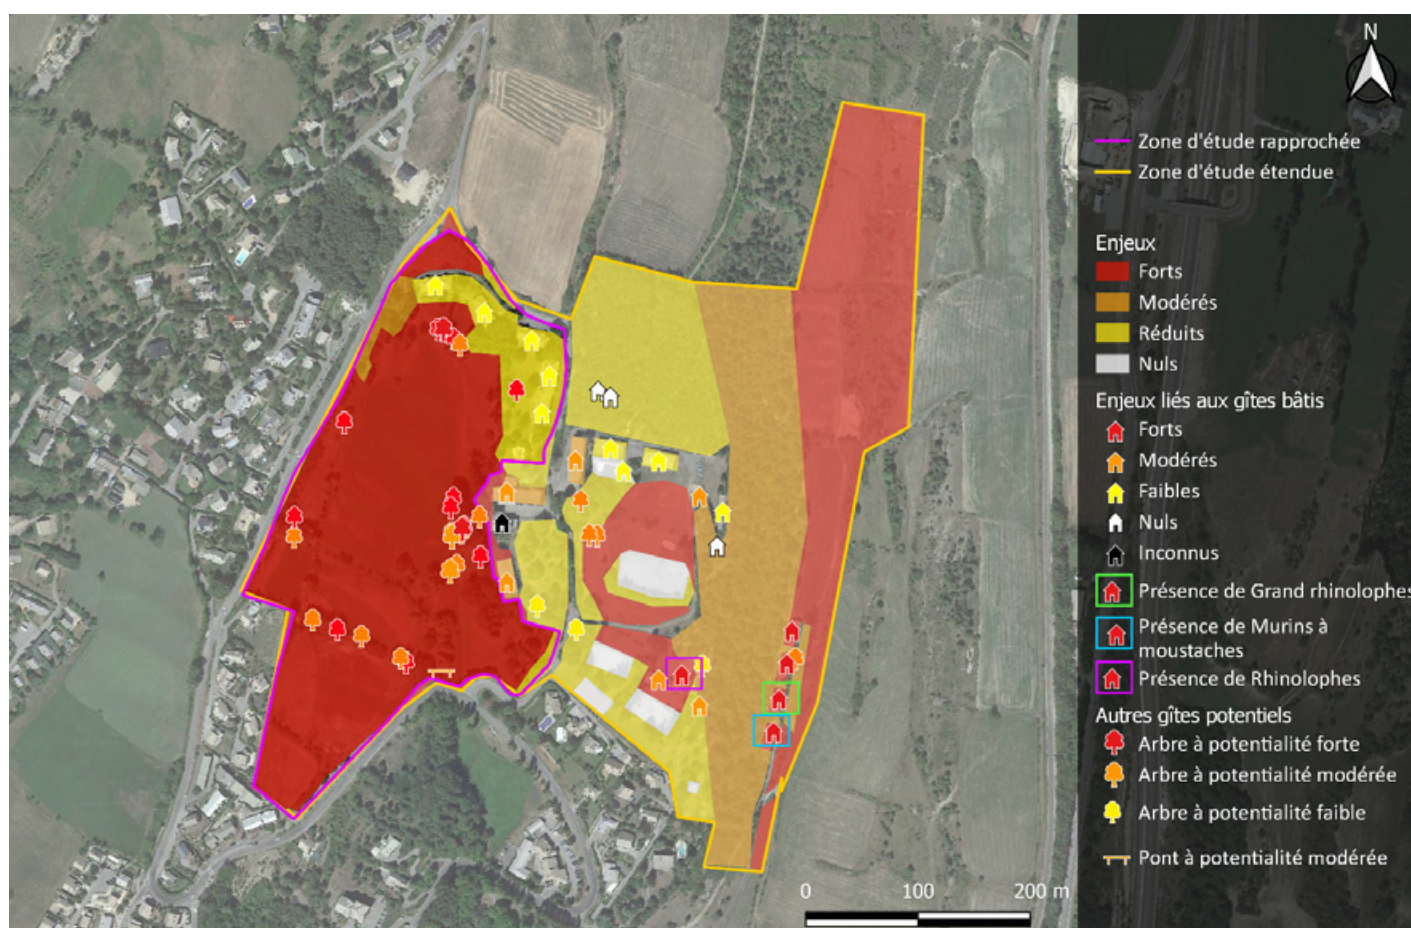 N
Zone d'étude rapprochée
Zone d'étude étendue
Enjeux
Forts
Modérés
Réduits
Nuls
Enjeux liés aux gîtes bâtis
Forts
Modérés
Faibles
Nuls
Inconnus
Présence de Grand rhinolophes
Présence de Murins à
moustaches
Présence de Rhinolophes
Autres gîtes potentiels
Arbre à potentialité forte
Arbre à potentialité modérée
Arbre à potentialité faible
Pont à potentialité modérée
0 100 200 m